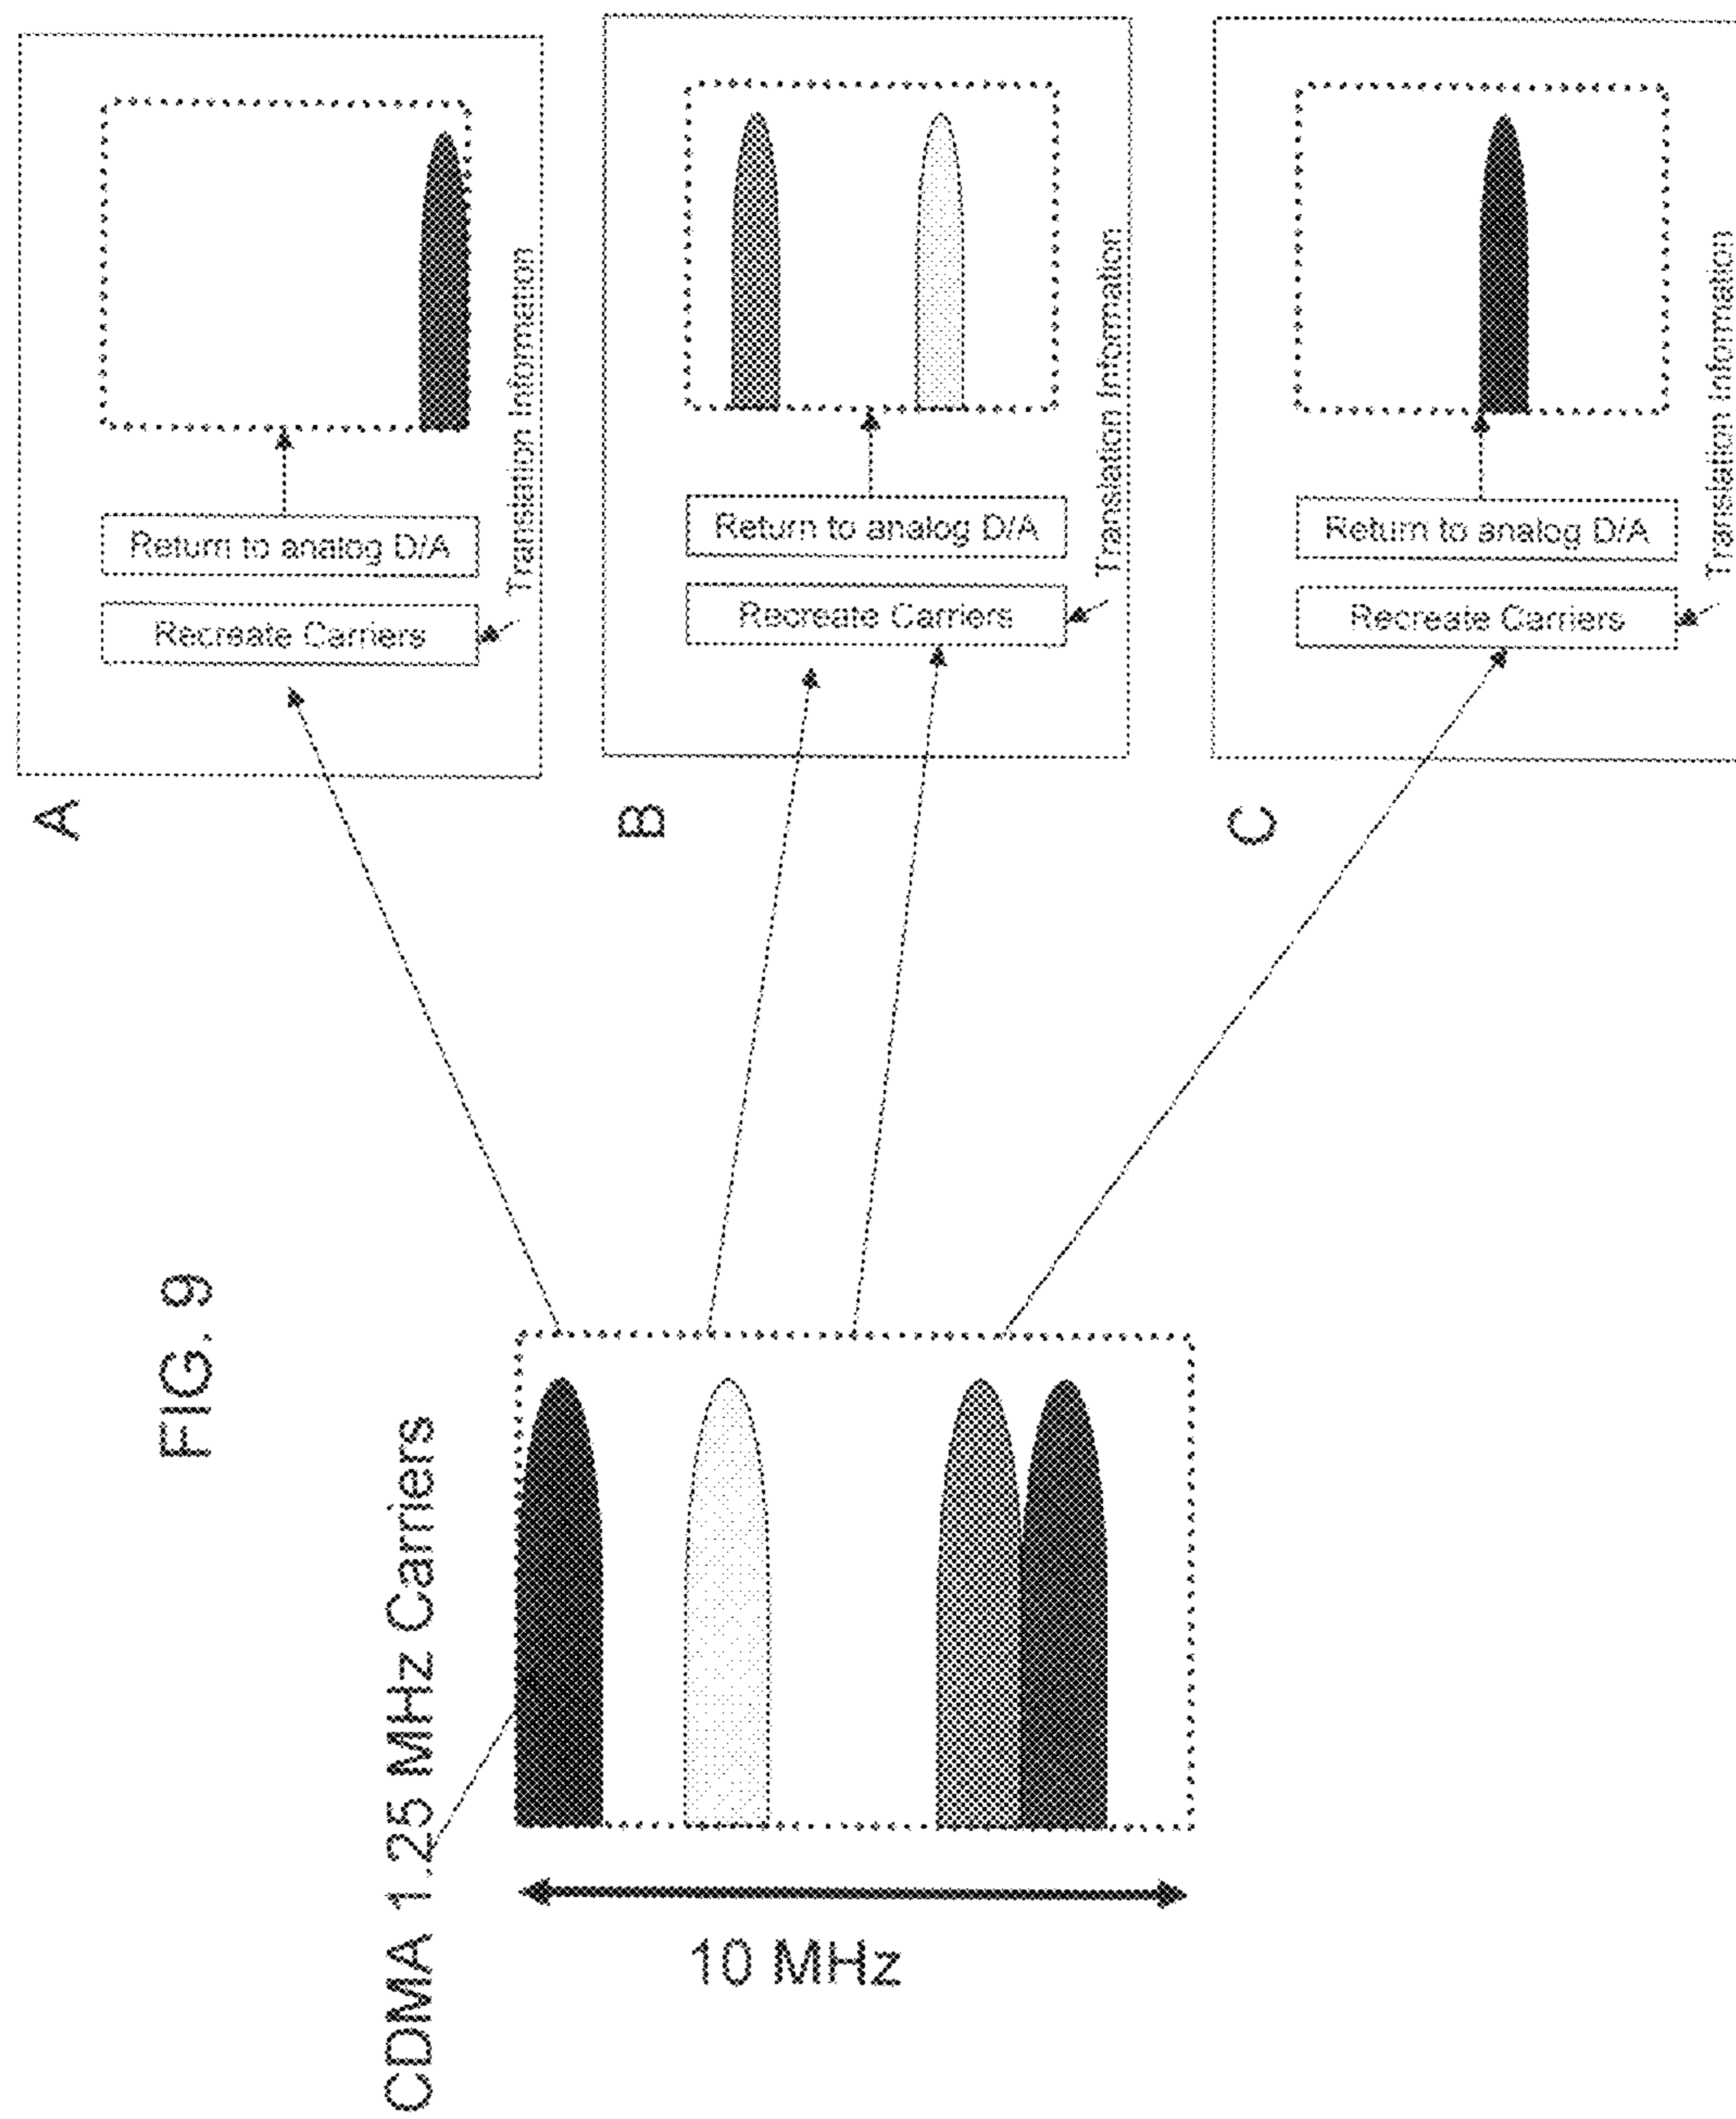 FIG. 9
CDMA 1.25 MHz Carriers
10 MHz
A
Recreate Carriers
Return to analog D/A
Translation Information
B
Recreate Carriers
Return to analog D/A
Translation Information
C
Recreate Carriers
Return to analog D/A
Translation Information